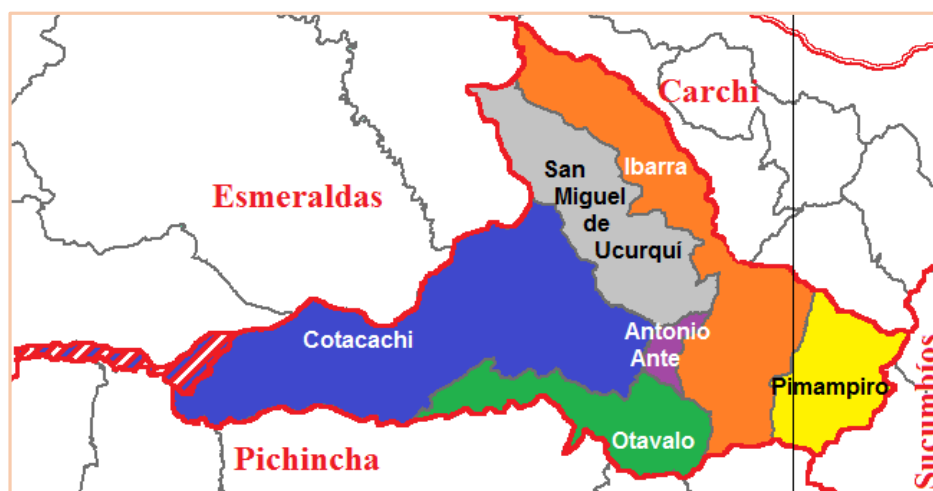 Carchi
San
Miguel
de
Ucurquí
Ibarra
Esmeraldas
Cotacachi
Antonio
Ante
Pimampiro
Otavalo
Pichincha
Sucumbíos